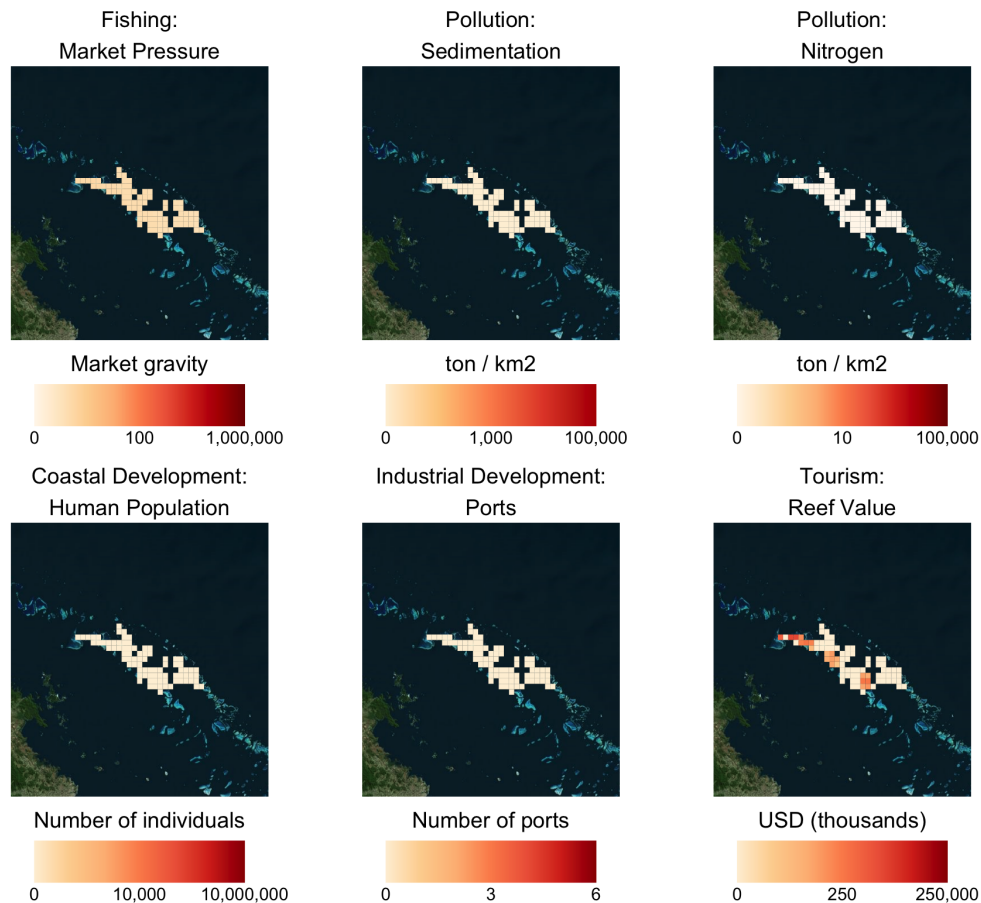 Fishing:
Market Pressure
Pollution:
Sedimentation
Pollution:
Nitrogen
Market gravity
0 100 1,000,000
ton / km2
0 1,000 100,000
ton / km2
0 10 100,000
Coastal Development:
Human Population
Industrial Development:
Ports
Tourism:
Reef Value
Number of individuals
0 10,000 10,000,000
Number of ports
0 3 6
USD (thousands)
0 250 250,000